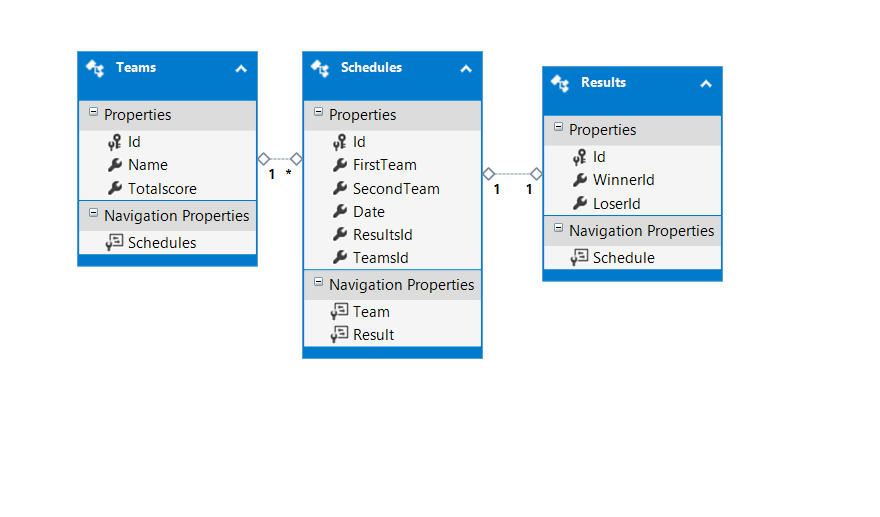 Teams
Properties
Id
Name
Totalscore
Navigation Properties
Schedules
1 *
Schedules
Properties
Id
FirstTeam
SecondTeam
Date
ResultsId
TeamsId
Navigation Properties
Team
Result
1 1
Results
Properties
Id
WinnerId
LoserId
Navigation Properties
Schedule